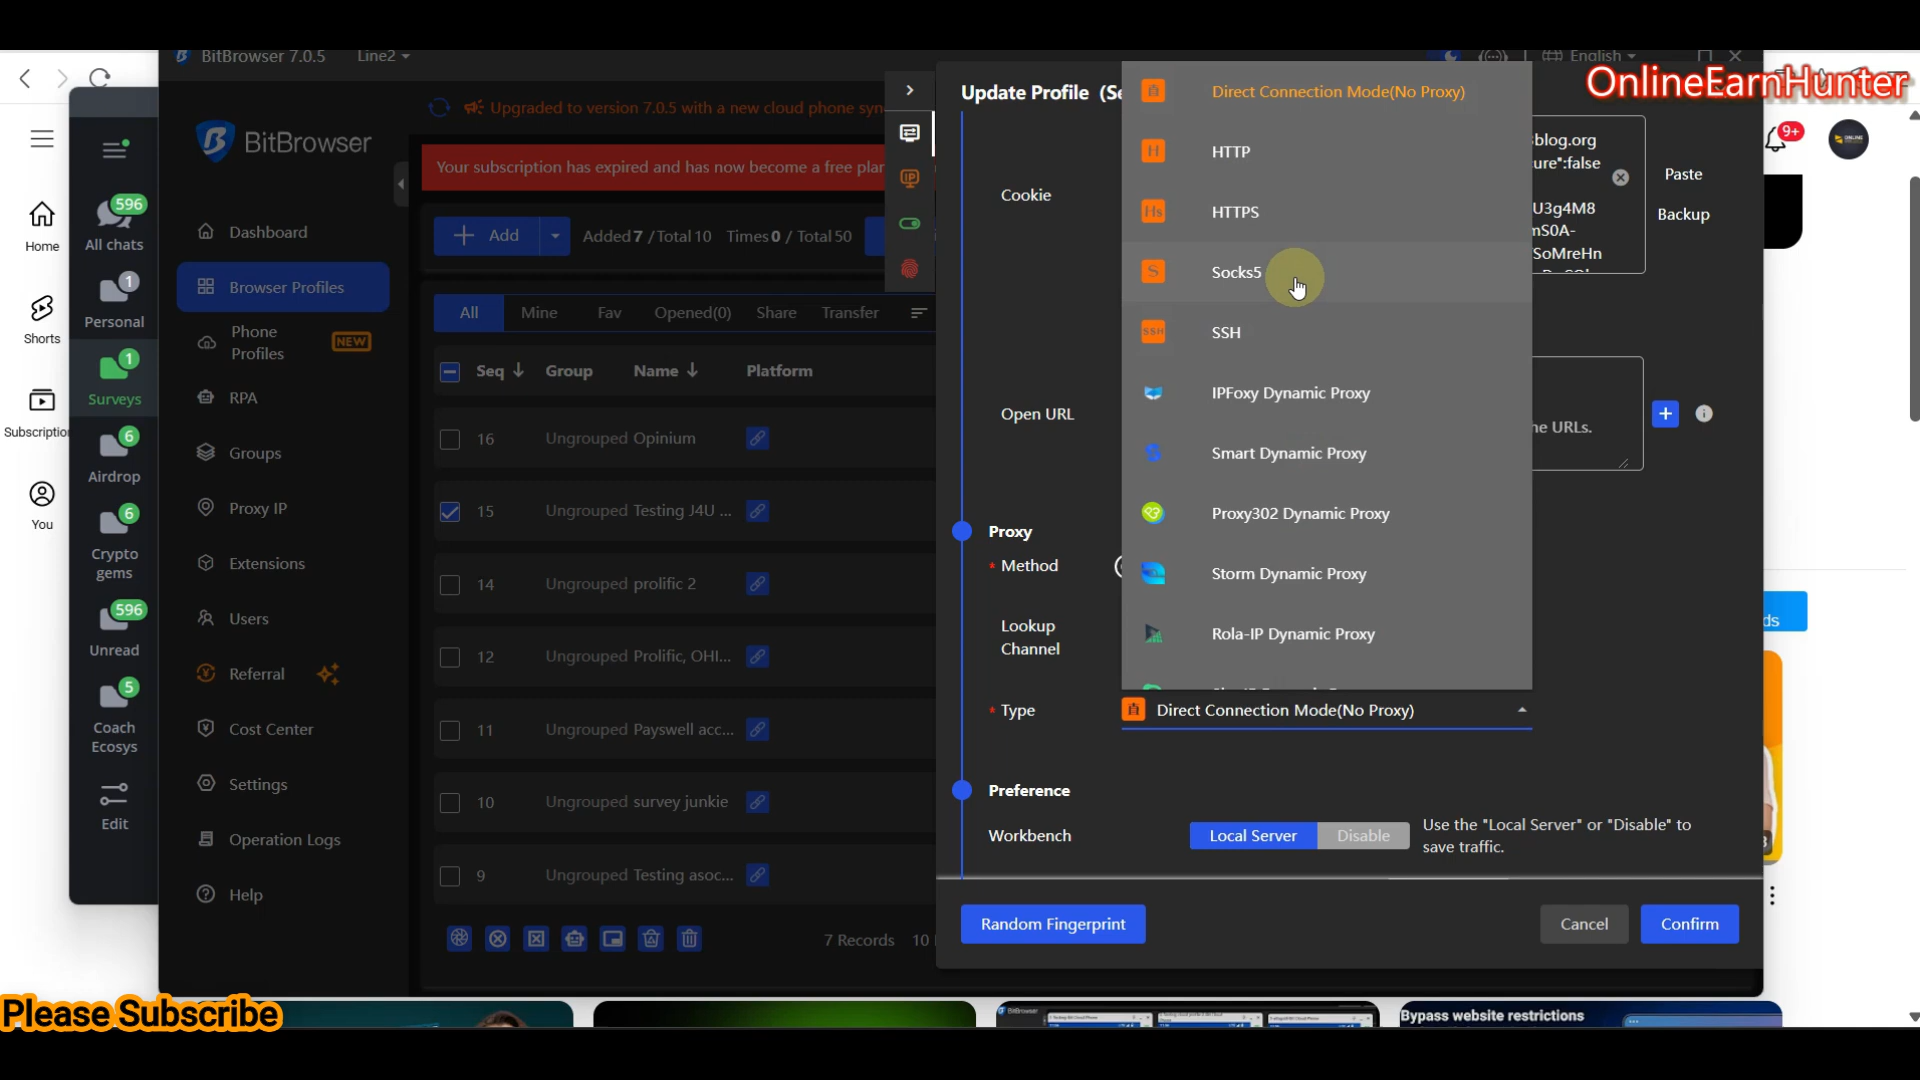 BitBrowser 7.0.5
Line2
English
OnlineEarnHunter
Upgraded to version 7.0.5 with a new cloud phone syn
BitBrowser
Your subscription has expired and has now become a free plan
Add
Added 7 / Total 10 Times 0 / Total 50
Home
Shorts
You
596
All chats
1
Personal
1
Surveys
6
Airdrop
6
Crypto
gems
596
Unread
5
Coach
Ecosys
Edit
Dashboard
Browser Profiles
Phone
Profiles
NEW
RPA
Groups
Proxy IP
Extensions
Users
Referral
Cost Center
Settings
Operation Logs
Help
All
Mine
Fav
Opened(0)
Share
Transfer
Seq
Group
Name
Platform
16 Ungrouped Opinium
15 Ungrouped Testing J4U ...
14 Ungrouped prolific 2
12 Ungrouped Prolific, OHI...
11 Ungrouped Payswell acc...
10 Ungrouped survey junkie
9 Ungrouped Testing asoc...
7 Records
10
IP
Update Profile (Se
Cookie
blog.org
ure":false
U3g4M8
nS0A-
SoMreHn
Paste
Backup
Open URL
he URLs.
Proxy
* Method
Lookup
Channel
* Type
直 Direct Connection Mode(No Proxy)
H HTTP
Hs HTTPS
S Socks5
SSH SSH
IPFoxy Dynamic Proxy
Smart Dynamic Proxy
Proxy302 Dynamic Proxy
Storm Dynamic Proxy
Rola-IP Dynamic Proxy
直 Direct Connection Mode(No Proxy)
Preference
Workbench
Local Server
Disable
Use the "Local Server" or "Disable" to
save traffic.
Random Fingerprint
Cancel
Confirm
9+
ds
Please Subscribe
Bypass website restrictions